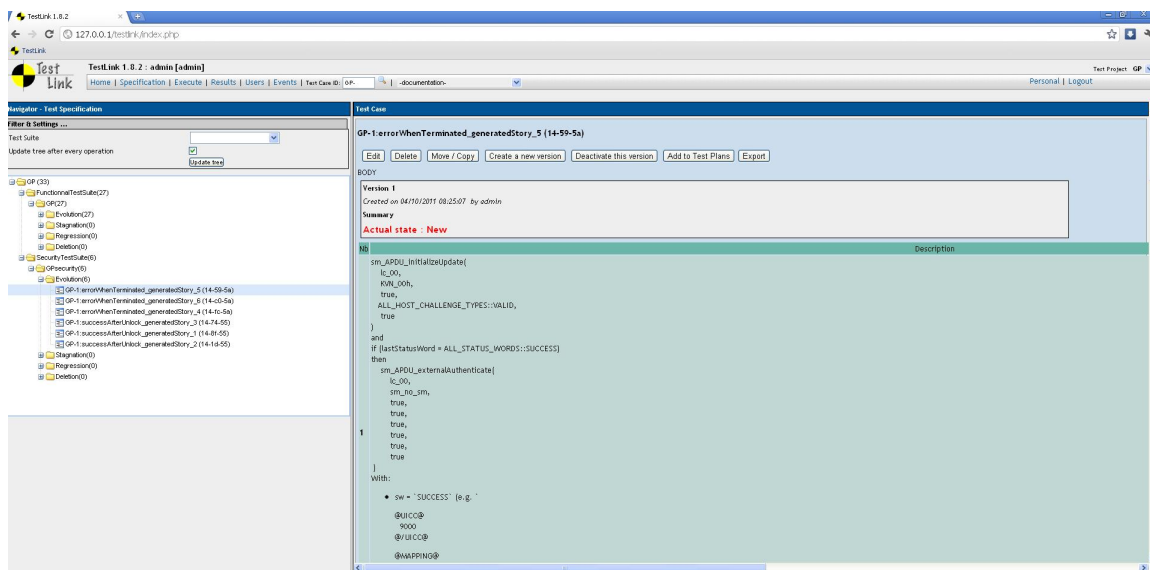 TestLink 1.8.2
127.0.0.1/testlink/index.php
TestLink
Test Link
TestLink 1.8.2 : admin [admin]
Test Project GP
Home | Specification | Execute | Results | Users | Events | Test Case ID: GP- | -documentation-
Personal | Logout
Navigator - Test Specification
Filter & Settings ...
Test Suite
Update tree after every operation
Update tree
GP (33)
FunctionnalTestSuite(27)
GP(27)
Evolution(27)
Stagnation(0)
Regression(0)
Deletion(0)
SecurityTestSuite(6)
GPsecurity(6)
Evolution(6)
GP-1:errorWhenTerminated_generatedStory_5 (14-59-5a)
GP-1:errorWhenTerminated_generatedStory_6 (14-c0-5a)
GP-1:errorWhenTerminated_generatedStory_4 (14-fc-5a)
GP-1:successAfterUnlock_generatedStory_3 (14-74-55)
GP-1:successAfterUnlock_generatedStory_1 (14-8f-55)
GP-1:successAfterUnlock_generatedStory_2 (14-1d-55)
Stagnation(0)
Regression(0)
Deletion(0)
Test Case
GP-1:errorWhenTerminated_generatedStory_5 (14-59-5a)
Edit Delete Move / Copy Create a new version Deactivate this version Add to Test Plans Export
BODY
Version 1
Created on 04/10/2011 08:25:07 by admin
Summary
Actual state : New
Nb Description
1
sm_APDU_initializeUpdate(
lc_00,
KVN_00h,
true,
ALL_HOST_CHALLENGE_TYPES::VALID,
true
)
and
if (lastStatusWord = ALL_STATUS_WORDS::SUCCESS)
then
sm_APDU_externalAuthenticate(
lc_00,
sm_no_sm,
true,
true,
true,
true,
true,
true
)
With:
• sw = `SUCCESS` (e.g. `
@UICC@
9000
@/UICC@
@MAPPING@